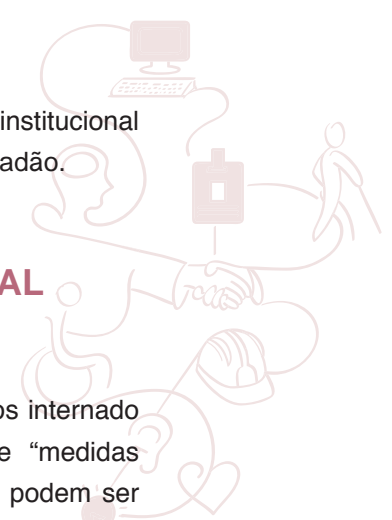 institucional
adão.
AL
os internado
e “medidas
podem ser